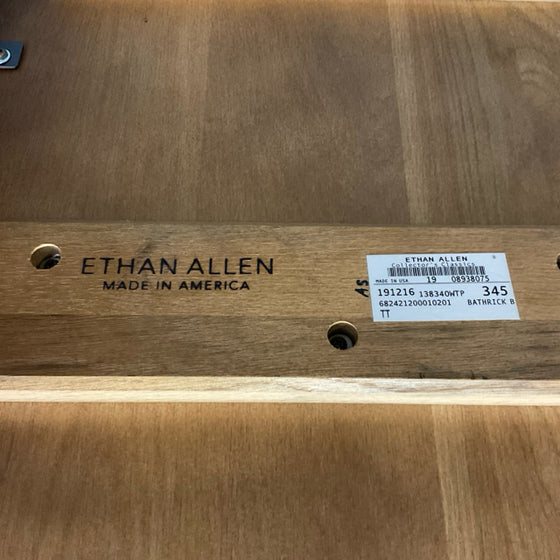 ETHAN ALLEN
MADE IN AMERICA
AS
ETHAN ALLEN
Collector's Classics
MADE IN USA 19 08938075
191216 138340WTP 345
682421200010201 BATHRICK B
TT